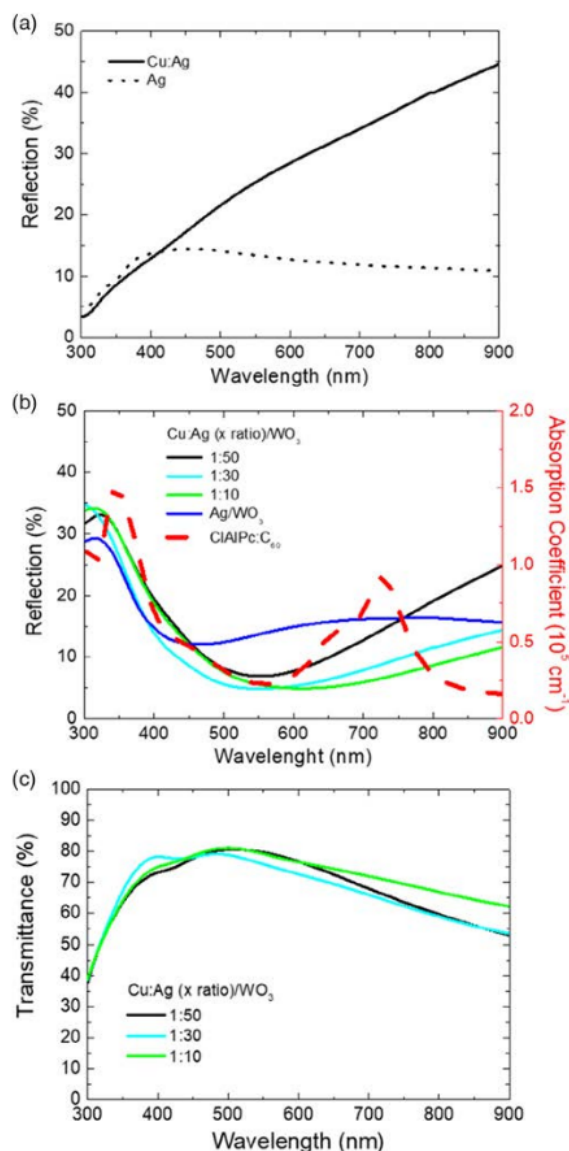 (a)
50
40
30
20
10
0
Reflection (%)
Cu:Ag
Ag
300 400 500 600 700 800 900
Wavelength (nm)
(b)
50
40
30
20
10
0
Reflection (%)
Cu:Ag (x ratio)/WO₃
1:50
1:30
1:10
Ag/WO₃
ClAlPc:C₆₀
2.0
1.5
1.0
0.5
0.0
Absorption Coefficient (10⁵ cm⁻¹)
300 400 500 600 700 800 900
Wavelenght (nm)
(c)
100
90
80
70
60
50
40
30
20
10
0
Transmittance (%)
Cu:Ag (x ratio)/WO₃
1:50
1:30
1:10
300 400 500 600 700 800 900
Wavelength (nm)